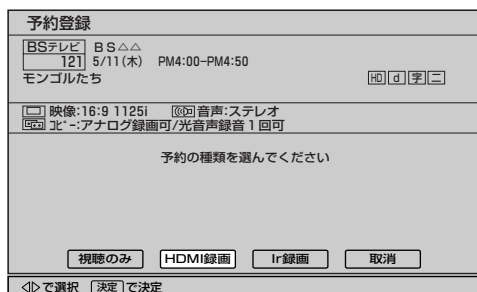 予約登録
BSテレビ BS△△
121 5/11(木) PM4:00-PM4:50
モンゴルたち HD d 字 二
映像:16:9 1125i 音声:ステレオ
コピー:アナログ録画可/光音声録音1回可
予約の種類を選んでください
視聴のみ HDMI録画 Ir録画 取消
◁▷で選択 決定で決定